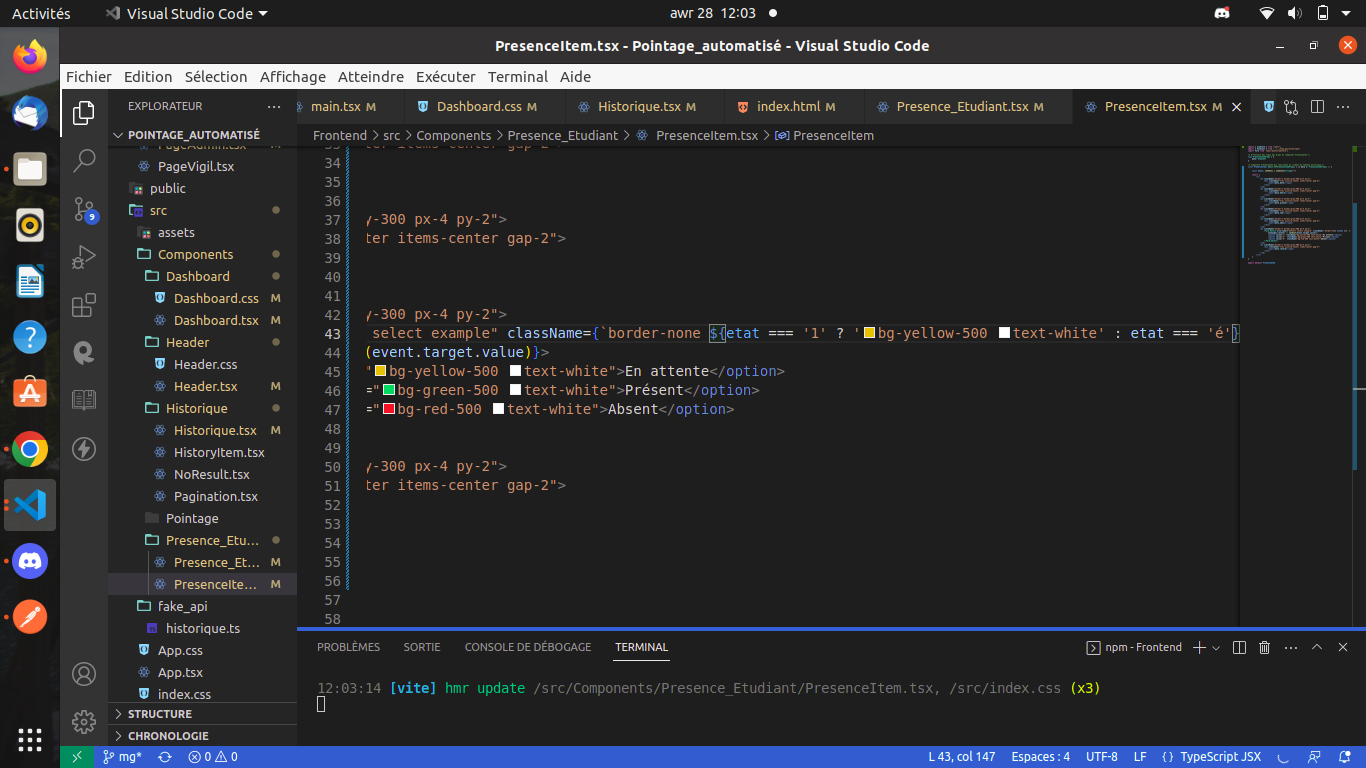 Activités
Visual Studio Code
awr 28 12:03
PresenceItem.tsx - Pointage_automatisé - Visual Studio Code
Fichier Edition Sélection Affichage Atteindre Exécuter Terminal Aide
EXPLORATEUR
main.tsx M
Dashboard.css M
Historique.tsx M
index.html M
Presence_Etudiant.tsx M
PresenceItem.tsx M
POINTAGE_AUTOMATISÉ
Frontend > src > Components > Presence_Etudiant > PresenceItem.tsx > PresenceItem
PageAdmin.tsx M
PageVigil.tsx
public
src
assets
Components
Dashboard
Dashboard.css M
Dashboard.tsx M
Header
Header.css
Header.tsx M
Historique
Historique.tsx M
HistoryItem.tsx
NoResult.tsx
Pagination.tsx
Pointage
Presence_Etu...
Presence_Et... M
PresenceIte... M
fake_api
historique.ts
App.css
App.tsx
index.css
STRUCTURE
CHRONOLOGIE
9
33 ter items-center gap-2">
34
35
36
37 y-300 px-4 py-2">
38 ter items-center gap-2">
39
40
41
42 y-300 px-4 py-2">
43 select example" className={`border-none ${etat === '1' ? 'bg-yellow-500 text-white' : etat === 'é'}
44 (event.target.value)}>
45 "bg-yellow-500 text-white">En attente</option>
46 ="bg-green-500 text-white">Présent</option>
47 ="bg-red-500 text-white">Absent</option>
48
49
50 y-300 px-4 py-2">
51 ter items-center gap-2">
52
53
54
55
56
57
58
PROBLÈMES SORTIE CONSOLE DE DÉBOGAGE TERMINAL
npm - Frontend
12:03:14 [vite] hmr update /src/Components/Presence_Etudiant/PresenceItem.tsx, /src/index.css (x3)
mg* 0 0
L 43, col 147 Espaces : 4 UTF-8 LF {} TypeScript JSX